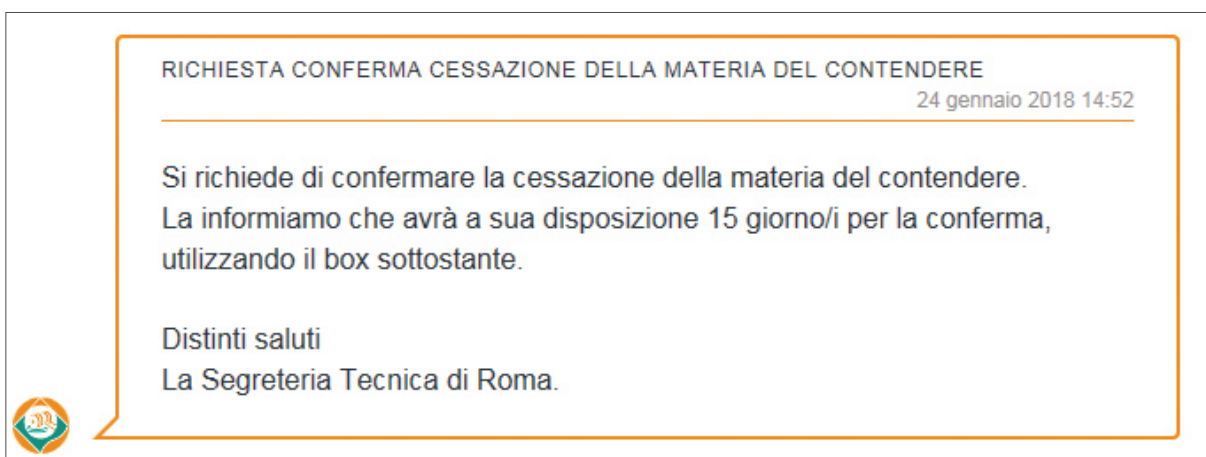 RICHIESTA CONFERMA CESSAZIONE DELLA MATERIA DEL CONTENDERE
24 gennaio 2018 14:52
Si richiede di confermare la cessazione della materia del contendere.
La informiamo che avrà a sua disposizione 15 giorno/i per la conferma,
utilizzando il box sottostante.
Distinti saluti
La Segreteria Tecnica di Roma.